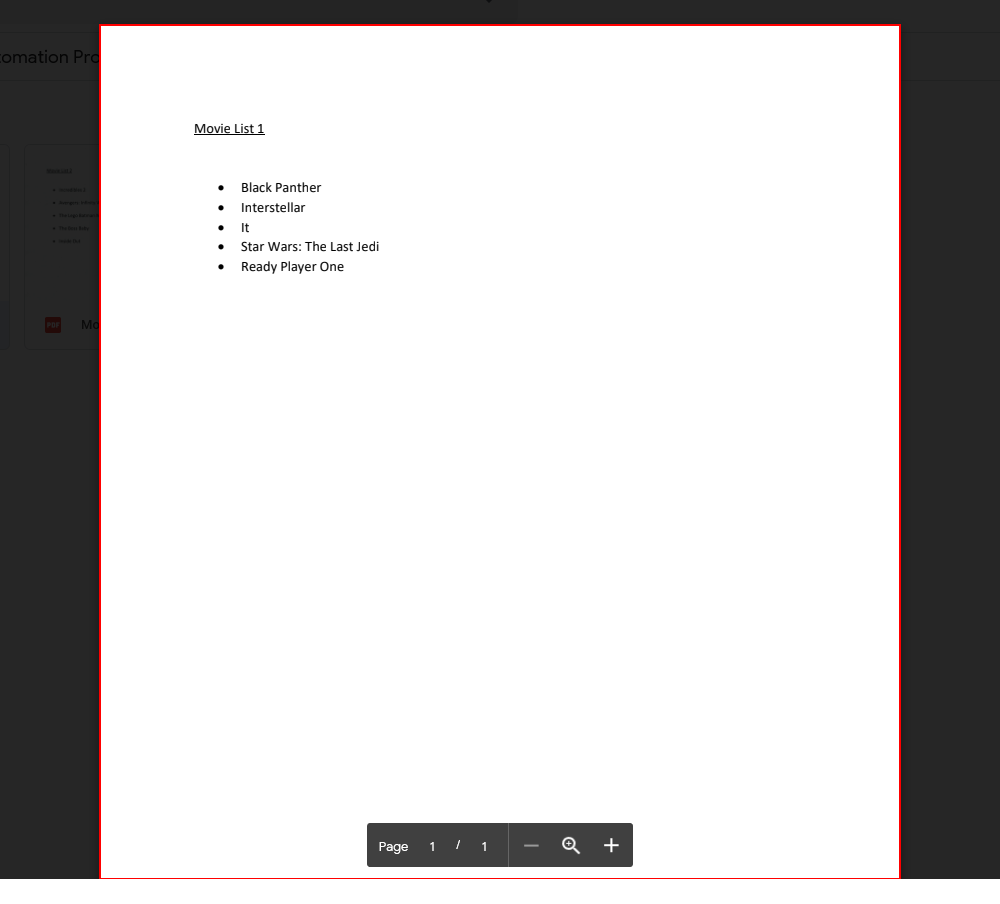 omation Pro
Movie List 1
• Black Panther
• Interstellar
• It
• Star Wars: The Last Jedi
• Ready Player One
PDF Mo
Page 1 / 1